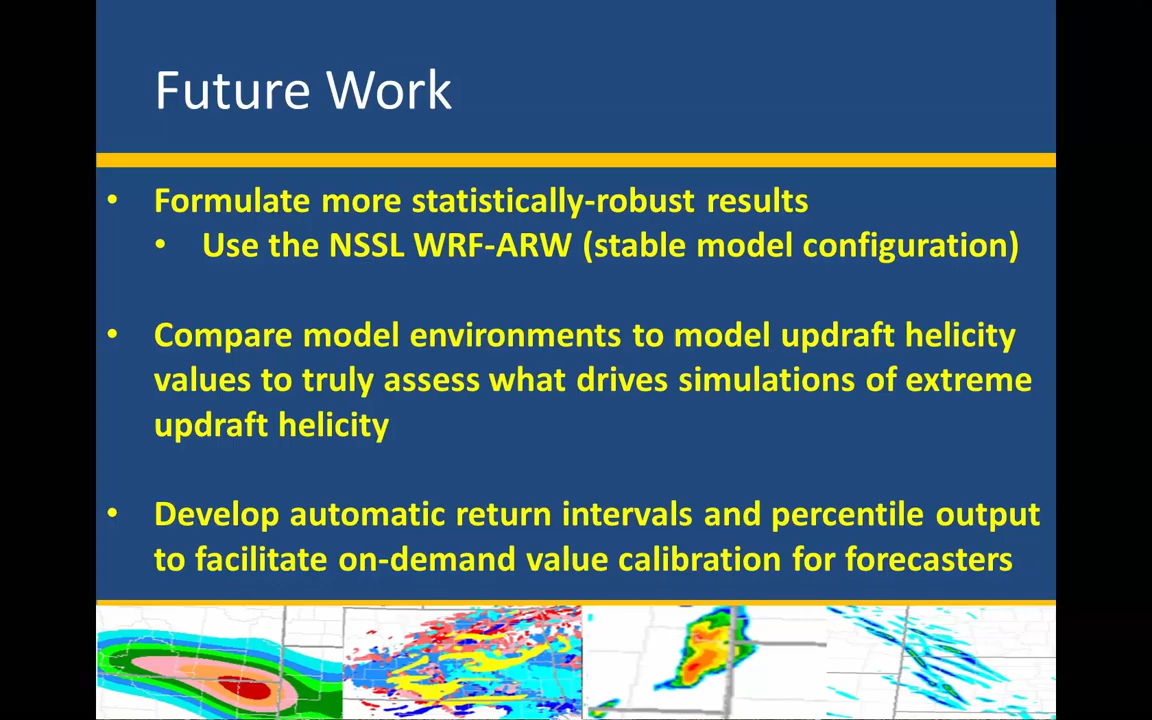 Future Work
• Formulate more statistically-robust results
• Use the NSSL WRF-ARW (stable model configuration)
• Compare model environments to model updraft helicity
values to truly assess what drives simulations of extreme
updraft helicity
• Develop automatic return intervals and percentile output
to facilitate on-demand value calibration for forecasters